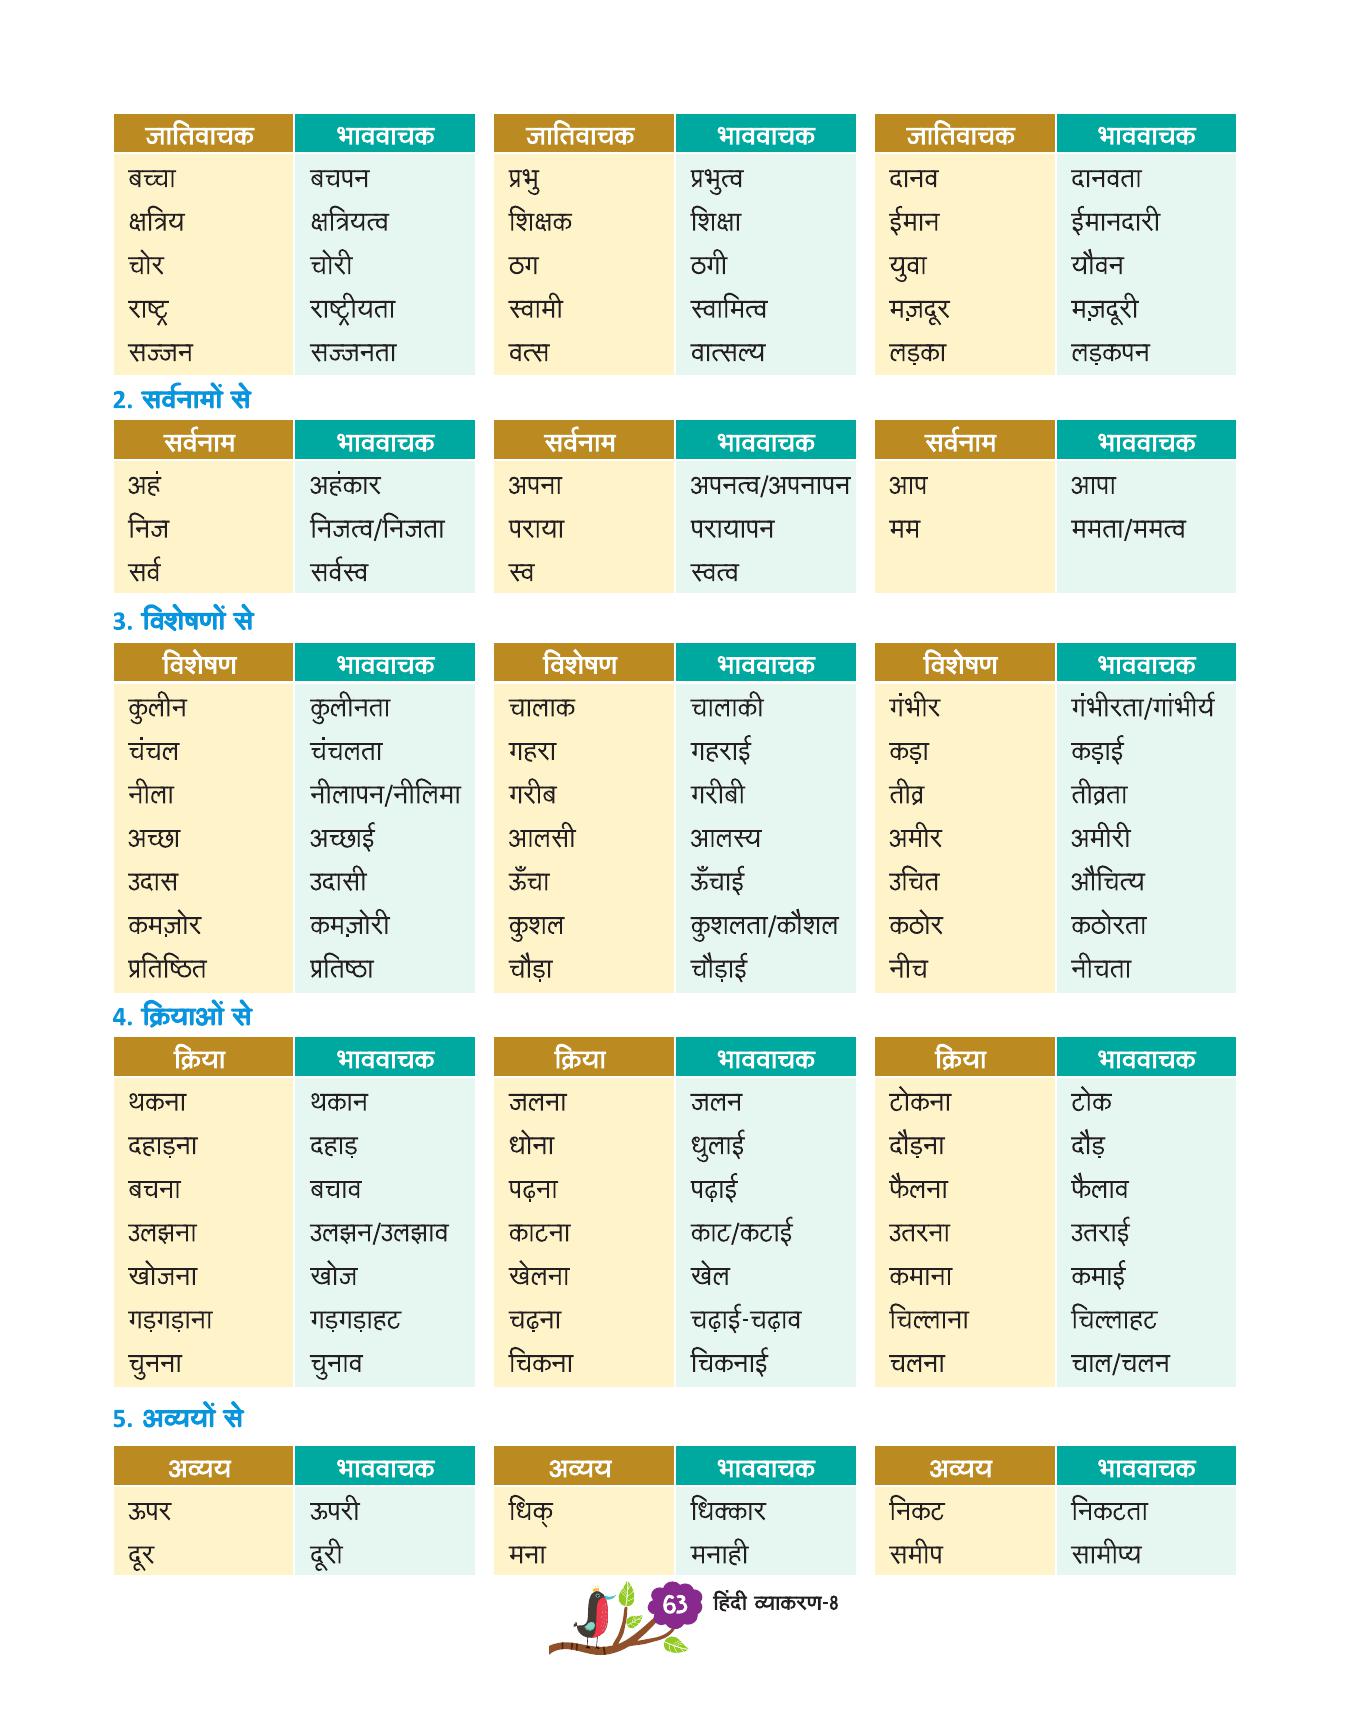 जातिवाचक भाववाचक जातिवाचक भाववाचक जातिवाचक भाववाचक
बच्चा बचपन प्रभु प्रभुत्व दानव दानवता
क्षत्रिय क्षत्रियत्व शिक्षक शिक्षा ईमान ईमानदारी
चोर चोरी ठग ठगी युवा यौवन
राष्ट्र राष्ट्रीयता स्वामी स्वामित्व मज़दूर मज़दूरी
सज्जन सज्जनता वत्स वात्सल्य लड़का लड़कपन
2. सर्वनामों से
सर्वनाम भाववाचक सर्वनाम भाववाचक सर्वनाम भाववाचक
अहं अहंकार अपना अपनत्व/अपनापन आप आपा
निज निजत्व/निजता पराया परायापन मम ममता/ममत्व
सर्व सर्वस्व स्व स्वत्व
3. विशेषणों से
विशेषण भाववाचक विशेषण भाववाचक विशेषण भाववाचक
कुलीन कुलीनता चालाक चालाकी गंभीर गंभीरता/गांभीर्य
चंचल चंचलता गहरा गहराई कड़ा कड़ाई
नीला नीलापन/नीलिमा गरीब गरीबी तीव्र तीव्रता
अच्छा अच्छाई आलसी आलस्य अमीर अमीरी
उदास उदासी ऊँचा ऊँचाई उचित औचित्य
कमज़ोर कमज़ोरी कुशल कुशलता/कौशल कठोर कठोरता
प्रतिष्ठित प्रतिष्ठा चौड़ा चौड़ाई नीच नीचता
4. क्रियाओं से
क्रिया भाववाचक क्रिया भाववाचक क्रिया भाववाचक
थकना थकान जलना जलन टोकना टोक
दहाड़ना दहाड़ धोना धुलाई दौड़ना दौड़
बचना बचाव पढ़ना पढ़ाई फैलना फैलाव
उलझना उलझन/उलझाव काटना काट/कटाई उतरना उतराई
खोजना खोज खेलना खेल कमाना कमाई
गड़गड़ाना गड़गड़ाहट चढ़ना चढ़ाई-चढ़ाव चिल्लाना चिल्लाहट
चुनना चुनाव चिकना चिकनाई चलना चाल/चलन
5. अव्ययों से
अव्यय भाववाचक अव्यय भाववाचक अव्यय भाववाचक
ऊपर ऊपरी धिक् धिक्कार निकट निकटता
दूर दूरी मना मनाही समीप सामीप्य
63 हिंदी व्याकरण-8